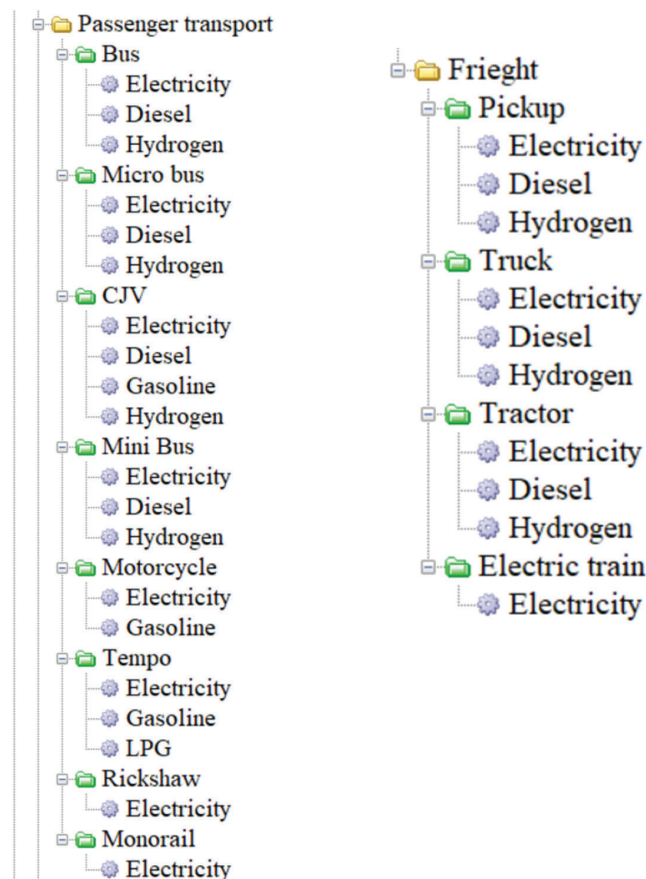 Passenger transport
Bus
Electricity
Diesel
Hydrogen
Micro bus
Electricity
Diesel
Hydrogen
CJV
Electricity
Diesel
Gasoline
Hydrogen
Mini Bus
Electricity
Diesel
Hydrogen
Motorcycle
Electricity
Gasoline
Tempo
Electricity
Gasoline
LPG
Rickshaw
Electricity
Monorail
Electricity
Frieght
Pickup
Electricity
Diesel
Hydrogen
Truck
Electricity
Diesel
Hydrogen
Tractor
Electricity
Diesel
Hydrogen
Electric train
Electricity